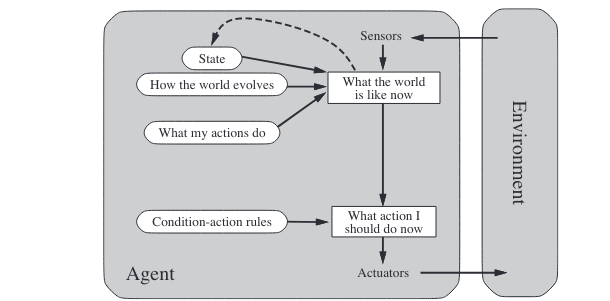 Sensors
State
How the world evolves
What the world
is like now
What my actions do
Environment
Condition-action rules
What action I
should do now
Agent
Actuators